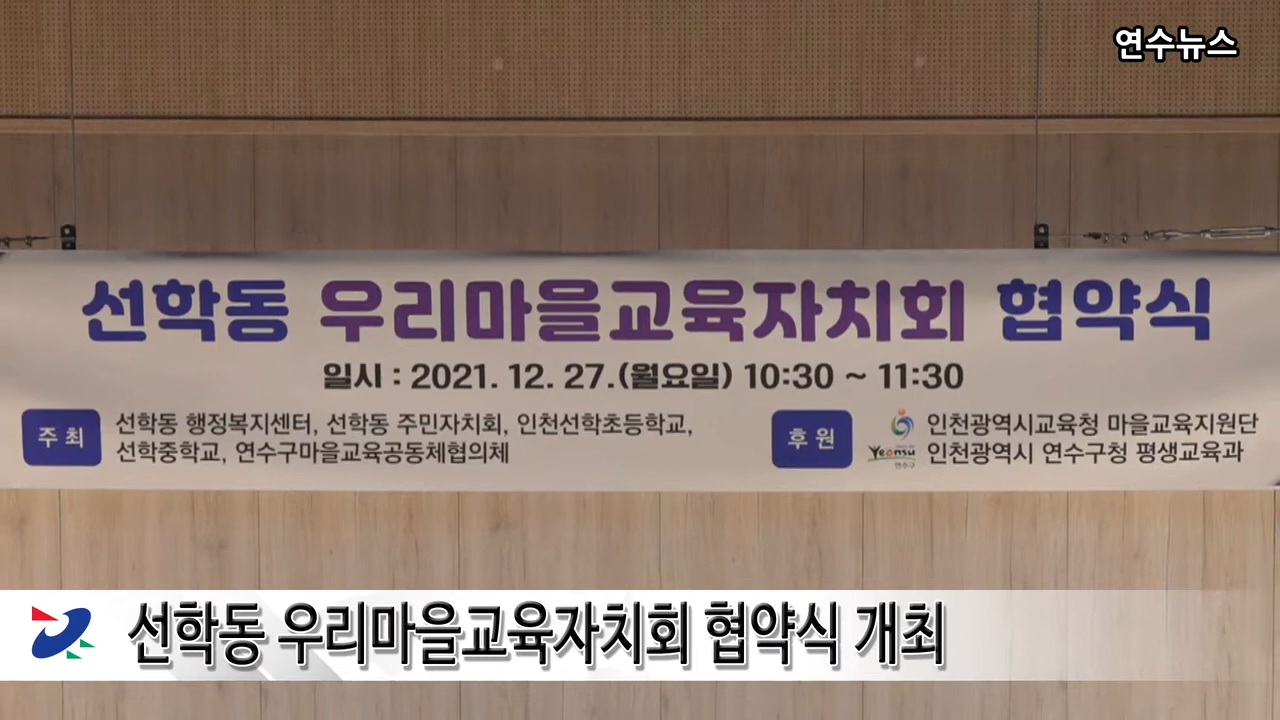 연수뉴스
선학동 우리마을교육자치회 협약식
일시 : 2021. 12. 27.(월요일) 10:30 ~ 11:30
주최
선학동 행정복지센터, 선학동 주민자치회, 인천선학초등학교,
선학중학교, 연수구마을교육공동체협의체
후원
인천광역시교육청 마을교육지원단
Yeonsu
연수구
인천광역시 연수구청 평생교육과
선학동 우리마을교육자치회 협약식 개최